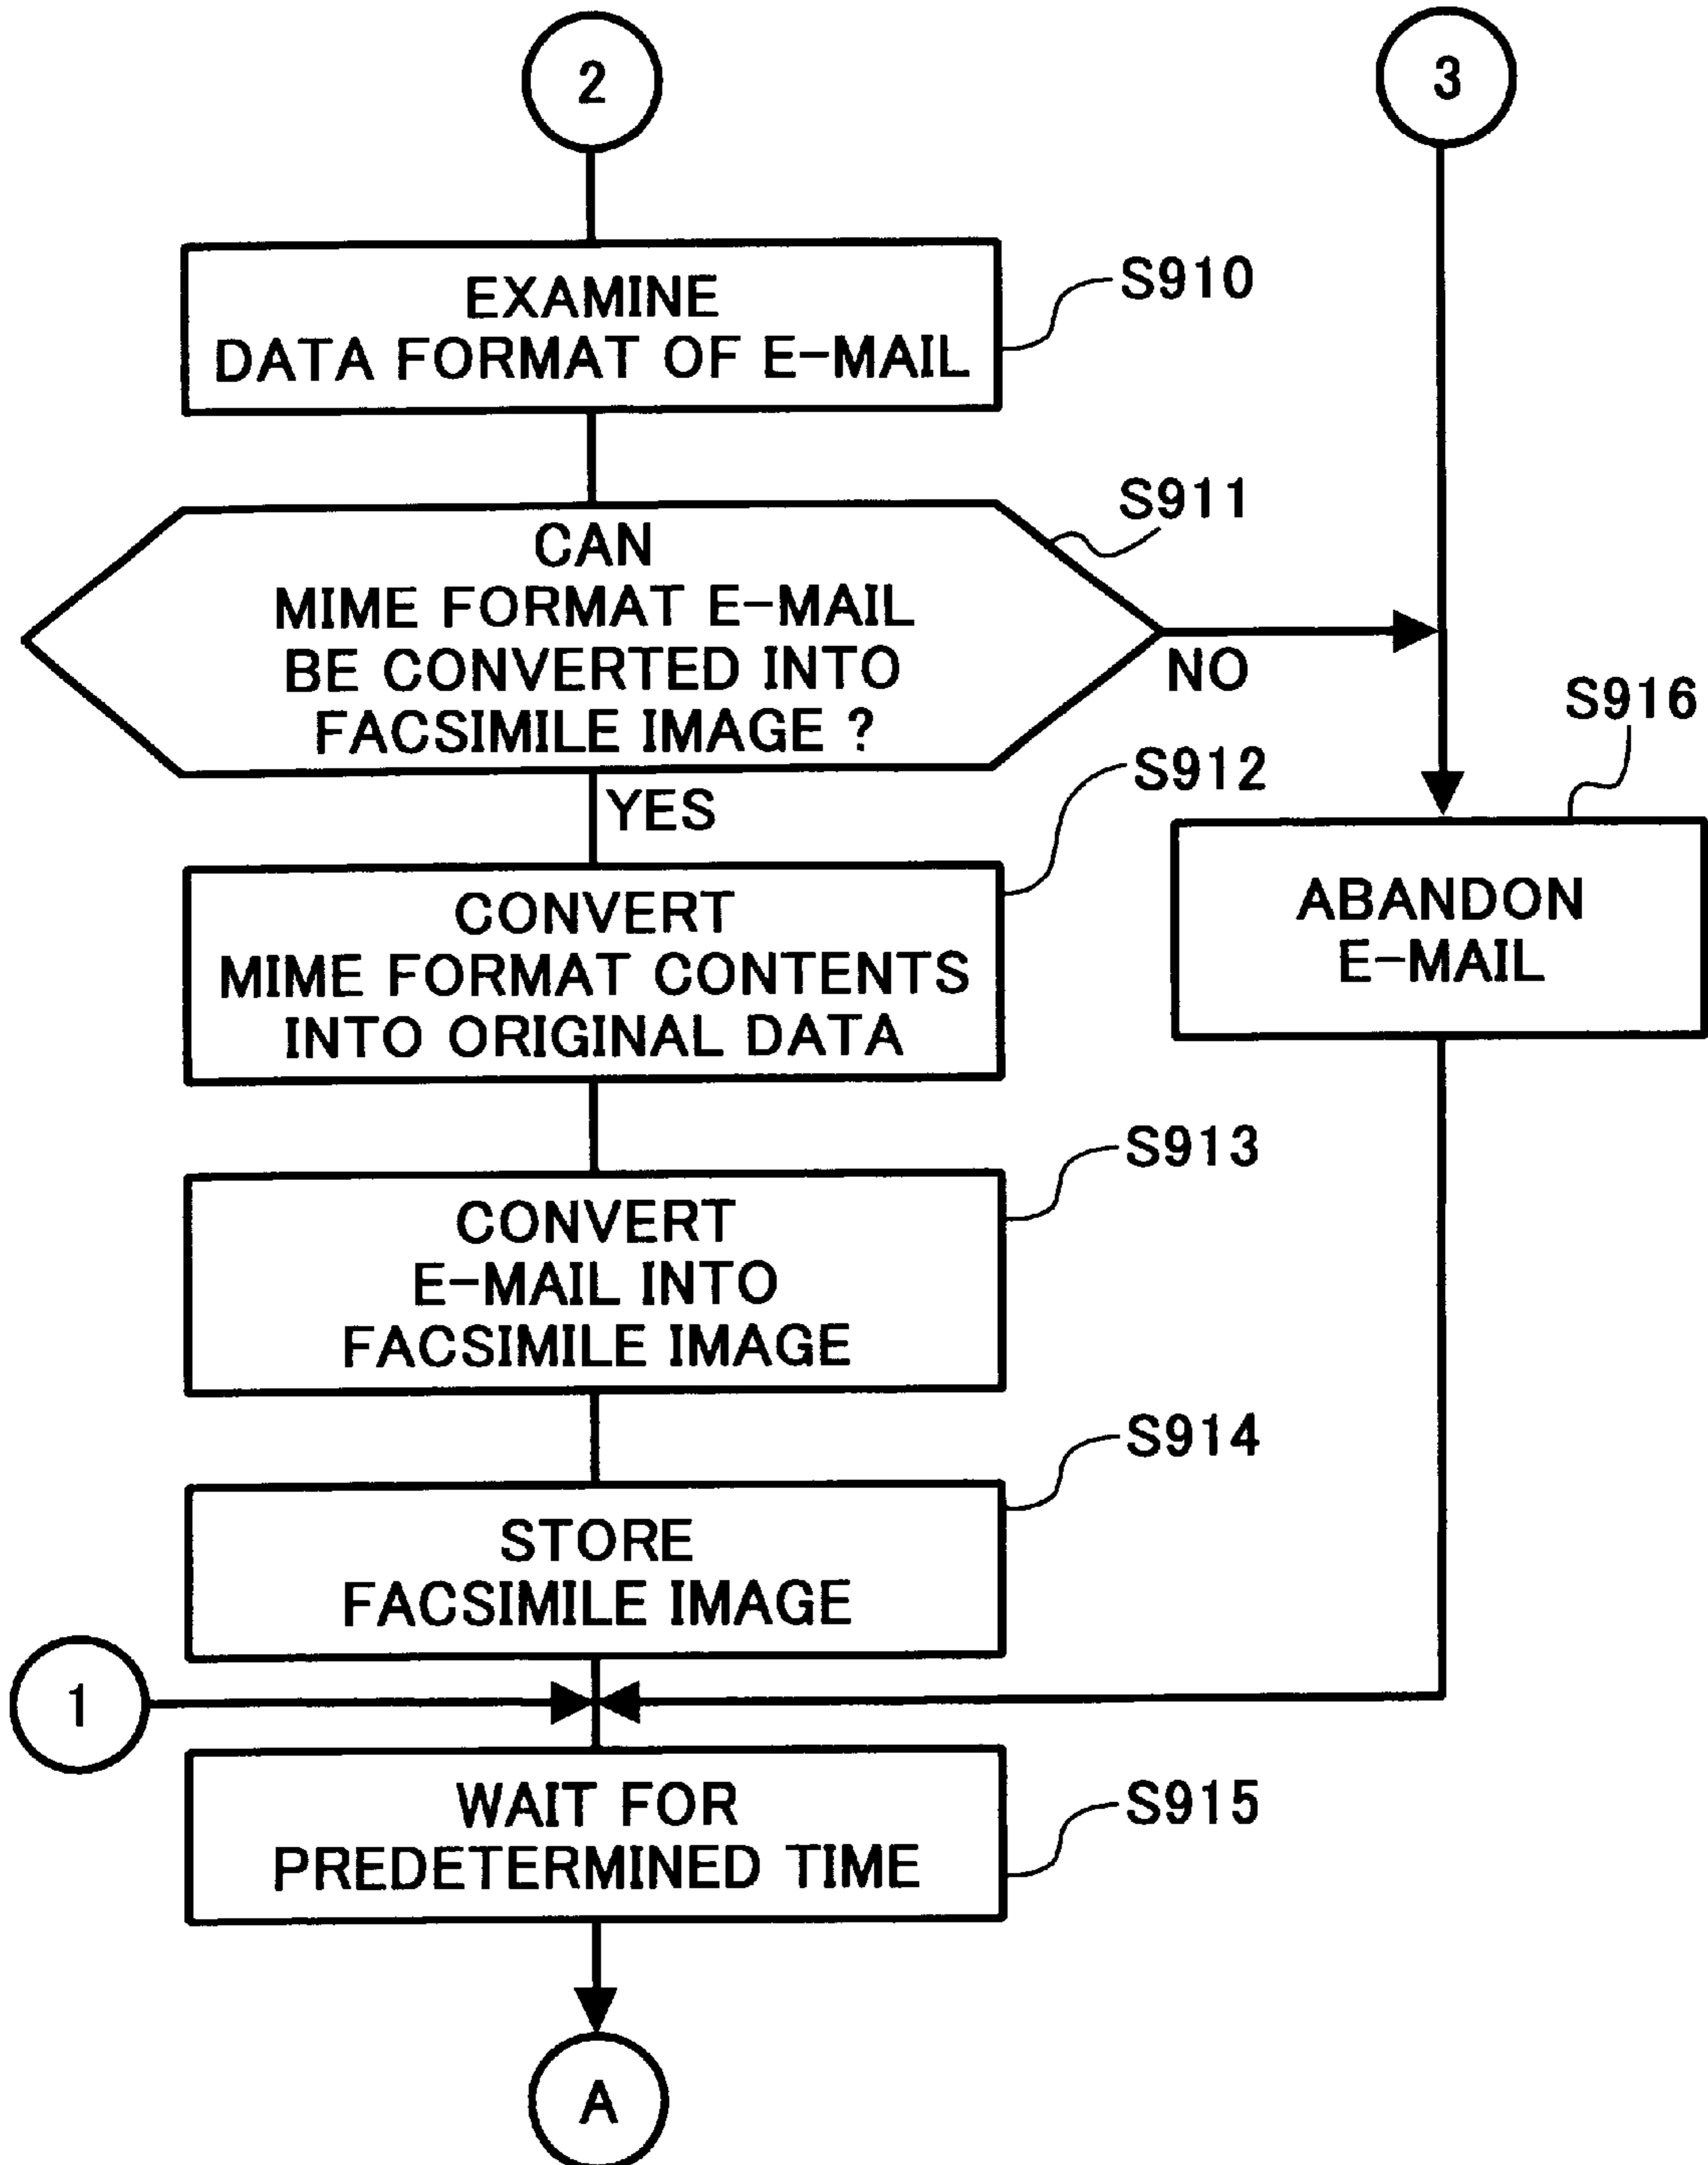 2
3
EXAMINE
DATA FORMAT OF E-MAIL
S910
CAN
MIME FORMAT E-MAIL
BE CONVERTED INTO
FACSIMILE IMAGE ?
S911
NO
YES
S916
ABANDON
E-MAIL
S912
CONVERT
MIME FORMAT CONTENTS
INTO ORIGINAL DATA
S913
CONVERT
E-MAIL INTO
FACSIMILE IMAGE
S914
STORE
FACSIMILE IMAGE
1
WAIT FOR
PREDETERMINED TIME
S915
A